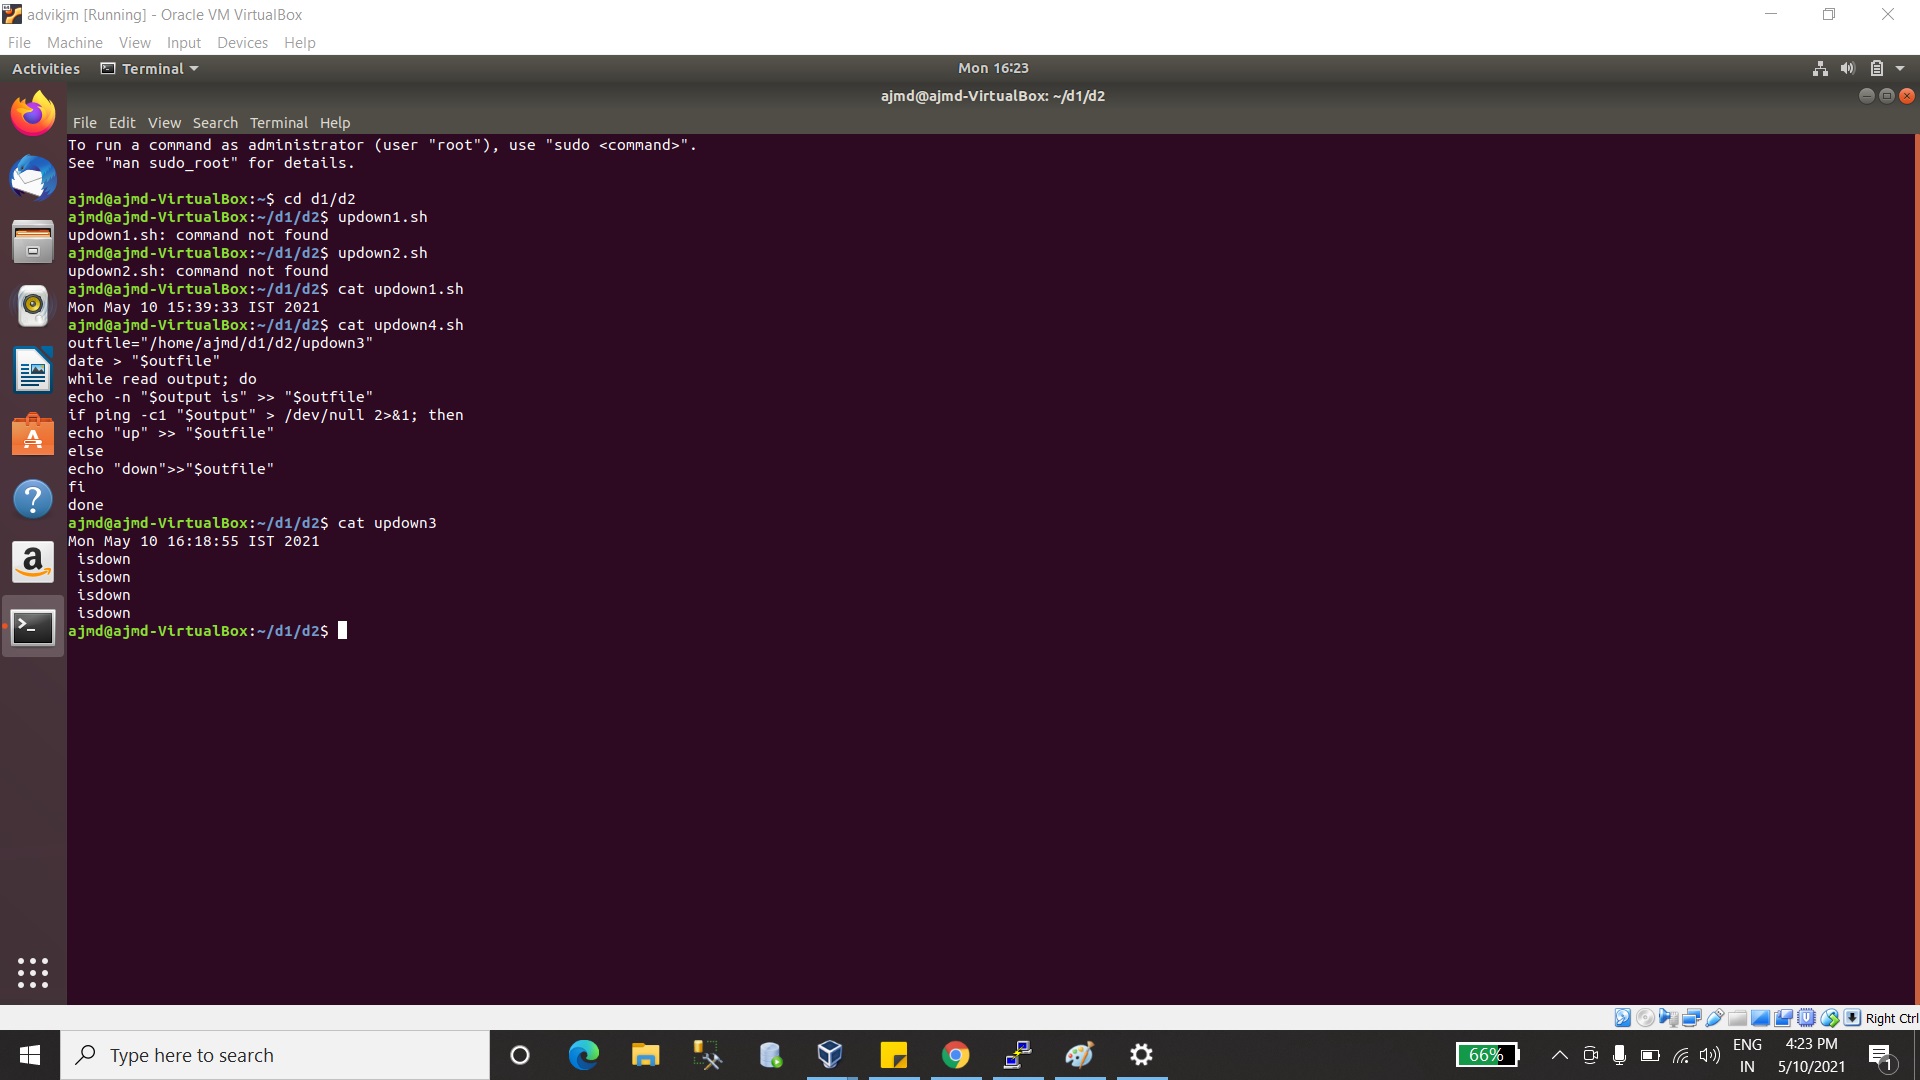 advikjm [Running] - Oracle VM VirtualBox
File Machine View Input Devices Help
Activities Terminal Mon 16:23
ajmd@ajmd-VirtualBox: ~/d1/d2
File Edit View Search Terminal Help
To run a command as administrator (user "root"), use "sudo <command>".
See "man sudo_root" for details.
ajmd@ajmd-VirtualBox:~$ cd d1/d2
ajmd@ajmd-VirtualBox:~/d1/d2$ updown1.sh
updown1.sh: command not found
ajmd@ajmd-VirtualBox:~/d1/d2$ updown2.sh
updown2.sh: command not found
ajmd@ajmd-VirtualBox:~/d1/d2$ cat updown1.sh
Mon May 10 15:39:33 IST 2021
ajmd@ajmd-VirtualBox:~/d1/d2$ cat updown4.sh
outfile="/home/ajmd/d1/d2/updown3"
date > "$outfile"
while read output; do
echo -n "$output is" >> "$outfile"
if ping -c1 "$output" > /dev/null 2>&1; then
echo "up" >> "$outfile"
else
echo "down">>"$outfile"
fi
done
ajmd@ajmd-VirtualBox:~/d1/d2$ cat updown3
Mon May 10 16:18:55 IST 2021
 isdown
 isdown
 isdown
 isdown
ajmd@ajmd-VirtualBox:~/d1/d2$
Right Ctrl
Type here to search
66%
ENG
IN
4:23 PM
5/10/2021
1